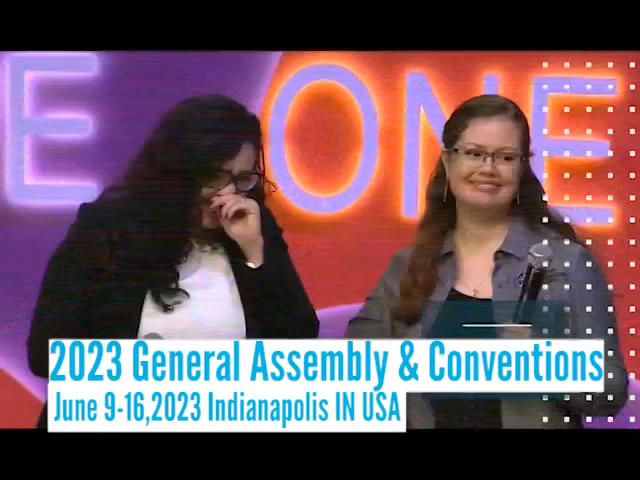 E ONE
2023 General Assembly & Conventions
June 9-16,2023 Indianapolis IN USA